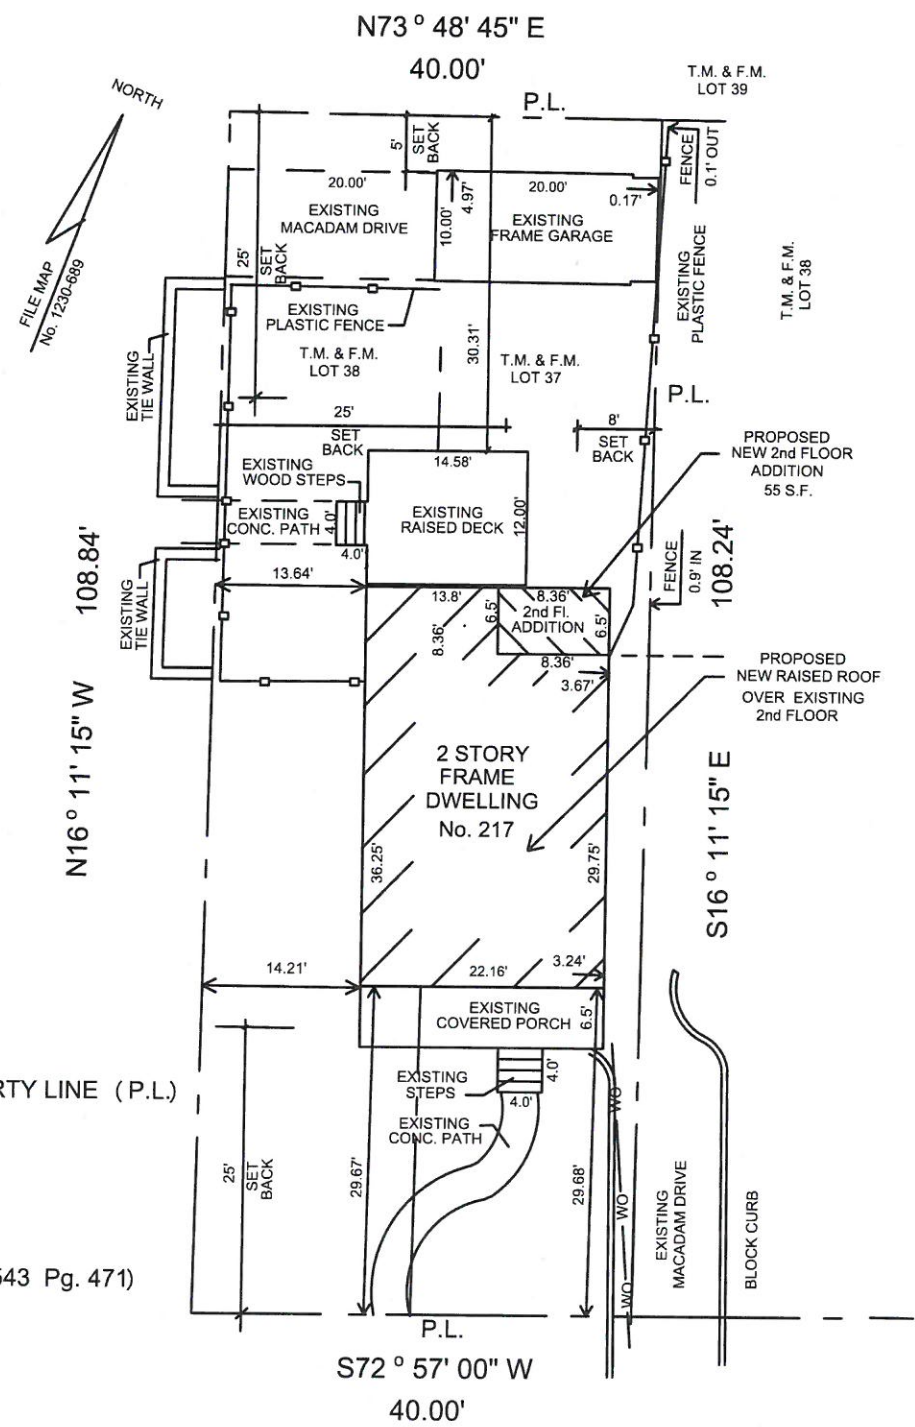 N73 º 48' 45" E
40.00'
T.M. & F.M.
LOT 39
P.L.
NORTH
FILE MAP
No. 1230-689
5'
SET
BACK
FENCE
0.1' OUT
20.00'
EXISTING
MACADAM DRIVE
10.00'
4.97'
20.00'
0.17'
EXISTING
FRAME GARAGE
25'
SET
BACK
EXISTING
PLASTIC FENCE
T.M. & F.M.
LOT 38
EXISTING
PLASTIC FENCE
30.31'
EXISTING
TIE WALL
T.M. & F.M.
LOT 38
T.M. & F.M.
LOT 37
P.L.
25'
SET
BACK
8'
SET
BACK
PROPOSED
NEW 2nd FLOOR
ADDITION
55 S.F.
EXISTING
WOOD STEPS
14.58'
EXISTING
RAISED DECK
12.00'
EXISTING
CONC. PATH
4.0'
4.0'
108.84'
108.24'
FENCE
0.9' IN
EXISTING
TIE WALL
13.64'
13.8'
8.36'
6.5'
2nd Fl.
ADDITION
6.5'
8.36'
8.36'
3.67'
PROPOSED
NEW RAISED ROOF
OVER EXISTING
2nd FLOOR
N16 º 11' 15" W
2 STORY
FRAME
DWELLING
No. 217
S16 º 11' 15" E
36.25'
29.75'
14.21'
22.16'
3.24'
EXISTING
COVERED PORCH
6.5'
RTY LINE ( P.L.)
EXISTING
STEPS
4.0'
4.0'
EXISTING
CONC. PATH
WO
25'
SET
BACK
29.67'
29.68'
WO
EXISTING
MACADAM DRIVE
BLOCK CURB
543 Pg. 471)
WO
P.L.
S72 º 57' 00" W
40.00'